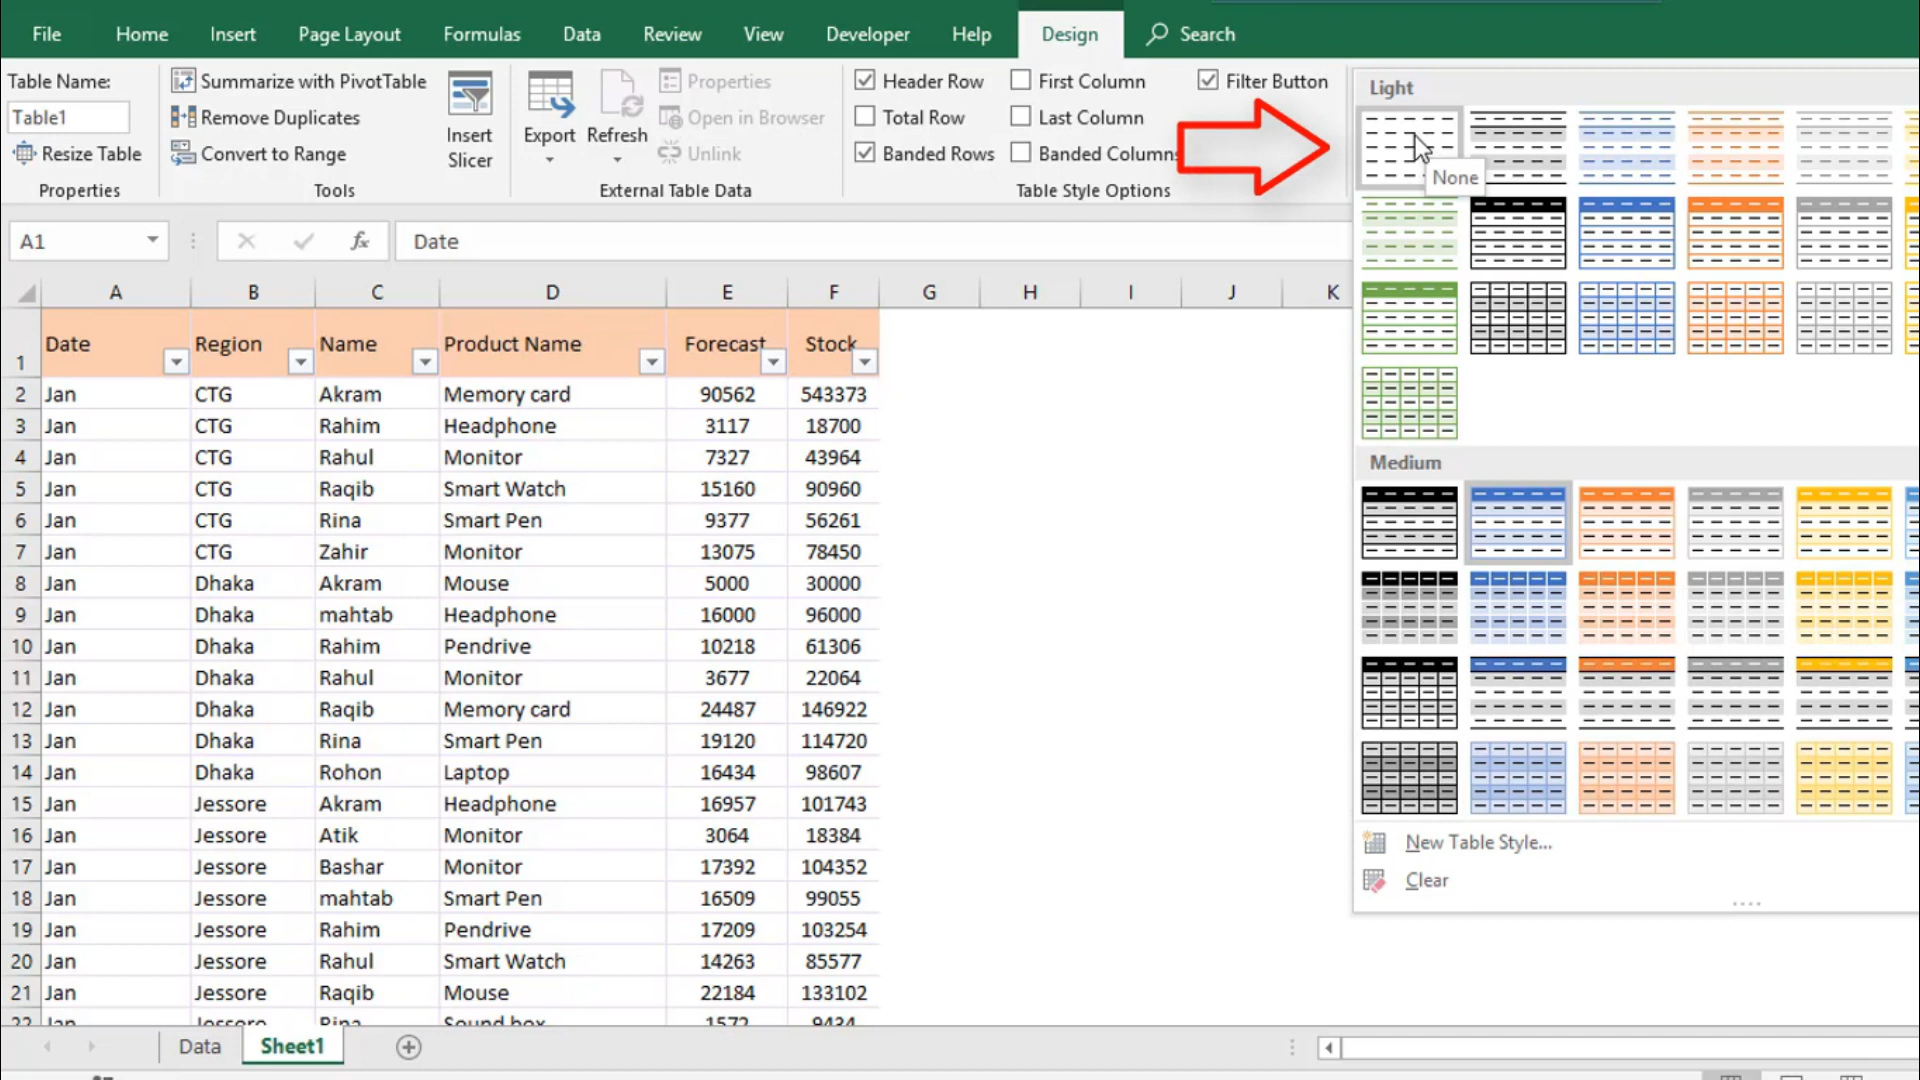 File Home Insert Page Layout Formulas Data Review View Developer Help Design Search
Table Name:
Table1
Resize Table
Properties
Summarize with PivotTable
Remove Duplicates
Convert to Range
Tools
Insert
Slicer
Export
Refresh
Properties
Open in Browser
Unlink
External Table Data
Header Row
Total Row
Banded Rows
First Column
Last Column
Banded Columns
Filter Button
Table Style Options
Light
None
Medium
New Table Style...
Clear
A1 fx Date
A B C D E F G H I J K
1 Date Region Name Product Name Forecast Stock
2 Jan CTG Akram Memory card 90562 543373
3 Jan CTG Rahim Headphone 3117 18700
4 Jan CTG Rahul Monitor 7327 43964
5 Jan CTG Raqib Smart Watch 15160 90960
6 Jan CTG Rina Smart Pen 9377 56261
7 Jan CTG Zahir Monitor 13075 78450
8 Jan Dhaka Akram Mouse 5000 30000
9 Jan Dhaka mahtab Headphone 16000 96000
10 Jan Dhaka Rahim Pendrive 10218 61306
11 Jan Dhaka Rahul Monitor 3677 22064
12 Jan Dhaka Raqib Memory card 24487 146922
13 Jan Dhaka Rina Smart Pen 19120 114720
14 Jan Dhaka Rohon Laptop 16434 98607
15 Jan Jessore Akram Headphone 16957 101743
16 Jan Jessore Atik Monitor 3064 18384
17 Jan Jessore Bashar Monitor 17392 104352
18 Jan Jessore mahtab Smart Pen 16509 99055
19 Jan Jessore Rahim Pendrive 17209 103254
20 Jan Jessore Rahul Smart Watch 14263 85577
21 Jan Jessore Raqib Mouse 22184 133102
22 Jan Jessore Rina Sound box 1572 9434
Data Sheet1